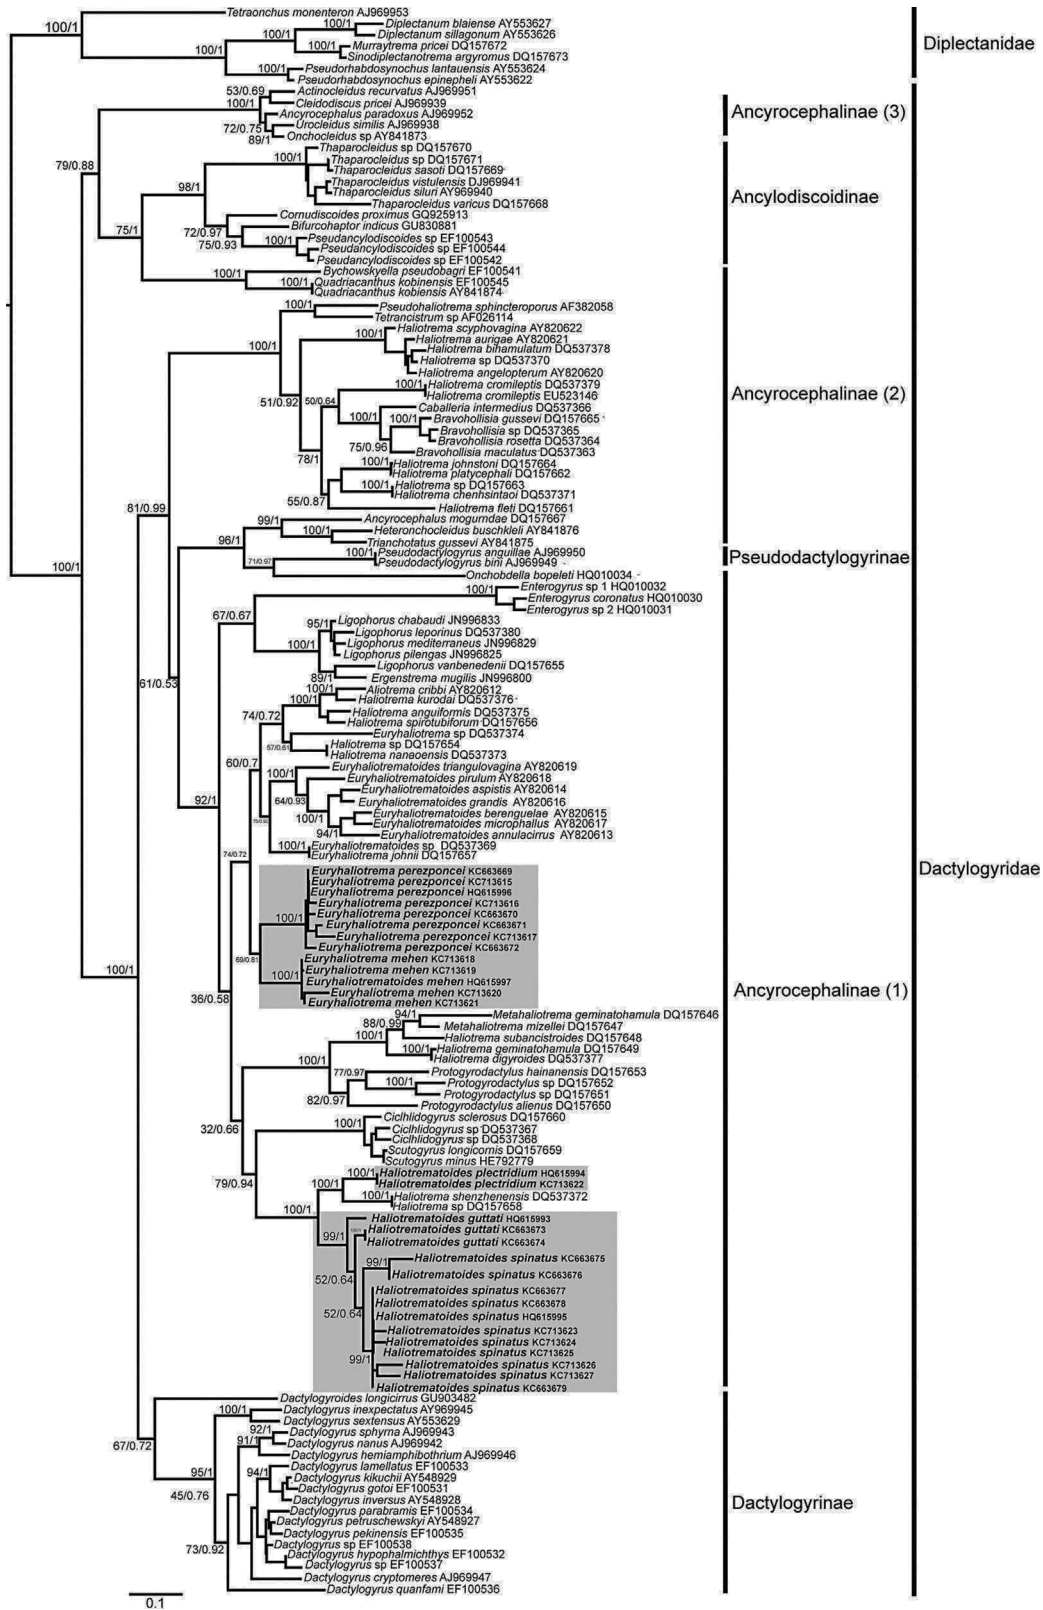 Tetraonchus monenteron AJ969953
100/1
Diplectanum blaiense AY553627
100/1
Diplectanum sillagonum AY553626
100/1
Murraytrema pricei DQ157672
Diplectanidae
100/1
100/1
Sinodiplectanotrema argyromus DQ157673
Pseudorhabdosynochus lantauensis AY553624
100/1
Pseudorhabdosynochus epinepheli AY553622
53/0.69
Actinocleidus recurvatus AJ969951
100/1
Cleidodiscus pricei AJ969939
Ancyrocephalus paradoxus AJ969952
Ancyrocephalinae (3)
72/0.75
Urocleidus similis AJ969938
89/1
Onchocleidus sp AY841873
Thaparocleidus sp DQ157670
100/1
Thaparocleidus sp DQ157671
79/0.88
Thaparocleidus sasoti DQ157669
98/1
Thaparocleidus vistulensis DJ969941
Thaparocleidus siluri AY969940
Ancylodiscoidinae
Thaparocleidus varicus DQ157668
Cornudiscoides proximus GQ925913
72/0.97
Bifurcohaptor indicus GU830881
75/1
75/0.93
100/1
Pseudancylodiscoides sp EF100543
Pseudancylodiscoides sp EF100544
Pseudancylodiscoides sp EF100542
Bychowskyella pseudobagri EF100541
100/1
100/1
Quadriacanthus kobinensis EF100545
Quadriacanthus kobiensis AY841874
100/1
Pseudohaliotrema sphincteroporus AF382058
Tetrancistrum sp AF026114
Haliotrema scyphovagina AY820622
100/1
Haliotrema aurigae AY820621
100/1
Haliotrema bihamulatum DQ537378
Haliotrema sp DQ537370
Haliotrema angelopterum AY820620
100/1
Haliotrema cromileptis DQ537379
Ancyrocephalinae (2)
51/0.92
50/0.64
Haliotrema cromileptis EU523146
Caballeria intermedius DQ537366
100/1
100/1
Bravohollisia gussevi DQ157665
Bravohollisia sp DQ537365
Bravohollisia rosetta DQ537364
75/0.96
Bravohollisia maculatus DQ537363
78/1
100/1
Haliotrema johnstoni DQ157664
Haliotrema platycephali DQ157662
100/1
Haliotrema sp DQ157663
55/0.87
Haliotrema chenhsintaoi DQ537371
81/0.99
Haliotrema fleti DQ157661
99/1
Ancyrocephalus mogurndae DQ157667
100/1
Heteronchocleidus buschkleli AY841876
96/1
Trianchotatus gussevi AY841875
100/1
Pseudodactylogyrus anguillae AJ969950
Pseudodactylogyrinae
71/0.97
Pseudodactylogyrus bini AJ969949
100/1
Onchobdella bopeleti HQ010034
100/1
Enterogyrus sp 1 HQ010032
Enterogyrus coronatus HQ010030
67/0.67
Enterogyrus sp 2 HQ010031
95/1
Ligophorus chabaudi JN996833
Ligophorus leporinus DQ537380
100/1
Ligophorus mediterraneus JN996829
Ligophorus pilengas JN996825
Ligophorus vanbenedenii DQ157655
89/1
Ergenstrema mugilis JN996800
61/0.53
100/1
Aliotrema cribbi AY820612
100/1
Haliotrema kurodai DQ537376
74/0.72
Haliotrema anguiformis DQ537375
Haliotrema spirotubiforum DQ157656
Euryhaliotrema sp DQ537374
57/0.61
Haliotrema sp DQ157654
Haliotrema nanaoensis DQ537373
60/0.7
Euryhaliotrematoides triangulovagina AY820619
100/1
Euryhaliotrematoides pirulum AY820618
Euryhaliotrematoides aspistis AY820614
64/0.93
Euryhaliotrematoides grandis AY820616
92/1
100/1
Euryhaliotrematoides berenguelae AY820615
Euryhaliotrematoides microphallus AY820617
94/1
Euryhaliotrematoides annulacirrus AY820613
100/1
Euryhaliotrematoides sp DQ537369
74/0.72
Euryhaliotrema johnii DQ157657
Dactylogyridae
Euryhaliotrema perezponcei KC663669
Euryhaliotrema perezponcei KC713615
Euryhaliotrema perezponcei HQ615996
Euryhaliotrema perezponcei KC713616
100/1
Euryhaliotrema perezponcei KC663670
Euryhaliotrema perezponcei KC663671
Euryhaliotrema perezponcei KC713617
Euryhaliotrema perezponcei KC663672
69/0.81
Euryhaliotrema mehen KC713618
100/1
100/1
Euryhaliotrema mehen KC713619
Euryhaliotrematoides mehen HQ615997
Ancyrocephalinae (1)
Euryhaliotrema mehen KC713620
36/0.58
Euryhaliotrema mehen KC713621
94/1
Metahaliotrema geminatohamula DQ157646
88/0.99
Metahaliotrema mizellei DQ157647
100/1
Haliotrema subancistroides DQ157648
100/1
Haliotrema geminatohamula DQ157649
100/1
Haliotrema digyroides DQ537377
77/0.97
Protogyrodactylus hainanensis DQ157653
100/1
Protogyrodactylus sp DQ157652
82/0.97
Protogyrodactylus sp DQ157651
Protogyrodactylus alienus DQ157650
Ciclhlidogyrus sclerosus DQ157660
32/0.66
Ciclhlidogyrus sp DQ537367
Ciclhlidogyrus sp DQ537368
Scutogyrus longicornis DQ157659
Scutogyrus minus HE792779
100/1
Haliotrematoides plectridium HQ615994
79/0.94
Haliotrematoides plectridium KC713622
100/1
100/1
Haliotrema shenzhenensis DQ537372
100/1
Haliotrema sp DQ157658
Haliotrematoides guttati HQ615993
99/1
Haliotrematoides guttati KC663673
Haliotrematoides guttati KC663674
99/1
Haliotrematoides spinatus KC663675
52/0.64
Haliotrematoides spinatus KC663676
Haliotrematoides spinatus KC663677
Haliotrematoides spinatus KC663678
52/0.64
Haliotrematoides spinatus HQ615995
Haliotrematoides spinatus KC713623
Haliotrematoides spinatus KC713624
Haliotrematoides spinatus KC713625
99/1
Haliotrematoides spinatus KC713626
Haliotrematoides spinatus KC713627
Haliotrematoides spinatus KC663679
Dactylogyroides longicirrus GU903482
100/1
Dactylogyrus inexpectatus AY969945
Dactylogyrus sextensus AY553629
92/1
Dactylogyrus sphyrna AJ969943
91/1
Dactylogyrus nanus AJ969942
67/0.72
Dactylogyrus hemiamphibothrium AJ969946
94/1
Dactylogyrus lamellatus EF100533
95/1
Dactylogyrus kikuchii AY548929
Dactylogyrus gotoi EF100531
45/0.76
Dactylogyrus inversus AY548928
Dactylogyrinae
Dactylogyrus parabramis EF100534
Dactylogyrus petruschewskyi AY548927
Dactylogyrus pekinensis EF100535
Dactylogyrus sp EF100538
73/0.92
Dactylogyrus hypophalmichthys EF100532
Dactylogyrus sp EF100537
Dactylogyrus cryptomeres AJ969947
Dactylogyrus quanfami EF100536
0.1